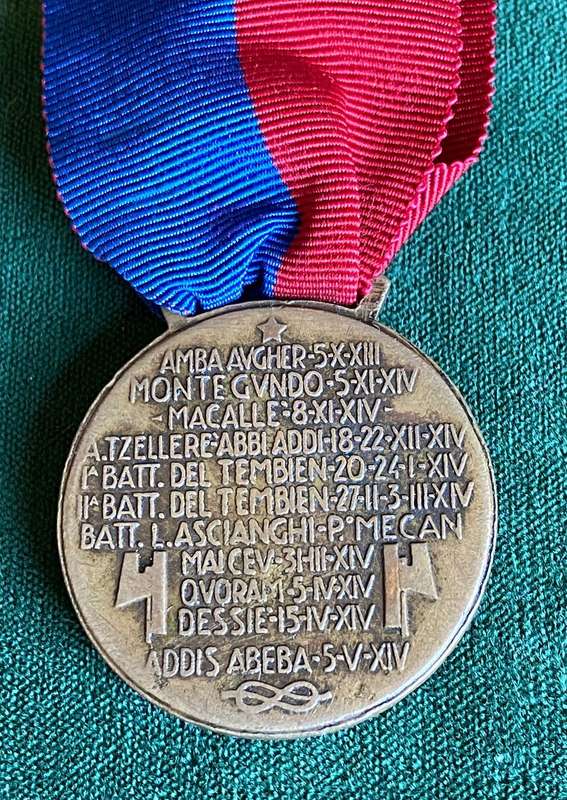 AMBA AVGHER-5-X-XIII
MONTE GVNDO-5-XI-XIV
-MACALLE'-8-XI-XIV-
A.TZELLERE'ABBI ADDI-18-22-XII-XIV
Iª BATT. DEL TEMBIEN-20-24-I-XIV
IIª BATT. DEL TEMBIEN-27-II-3-III-XIV
BATT. L. ASCIANGHI-P.º MECAN
MAI CEV-31-III-XIV
QVORAM-5-IV-XIV
DESSIE-15-IV-XIV
ADDIS ABEBA-5-V-XIV